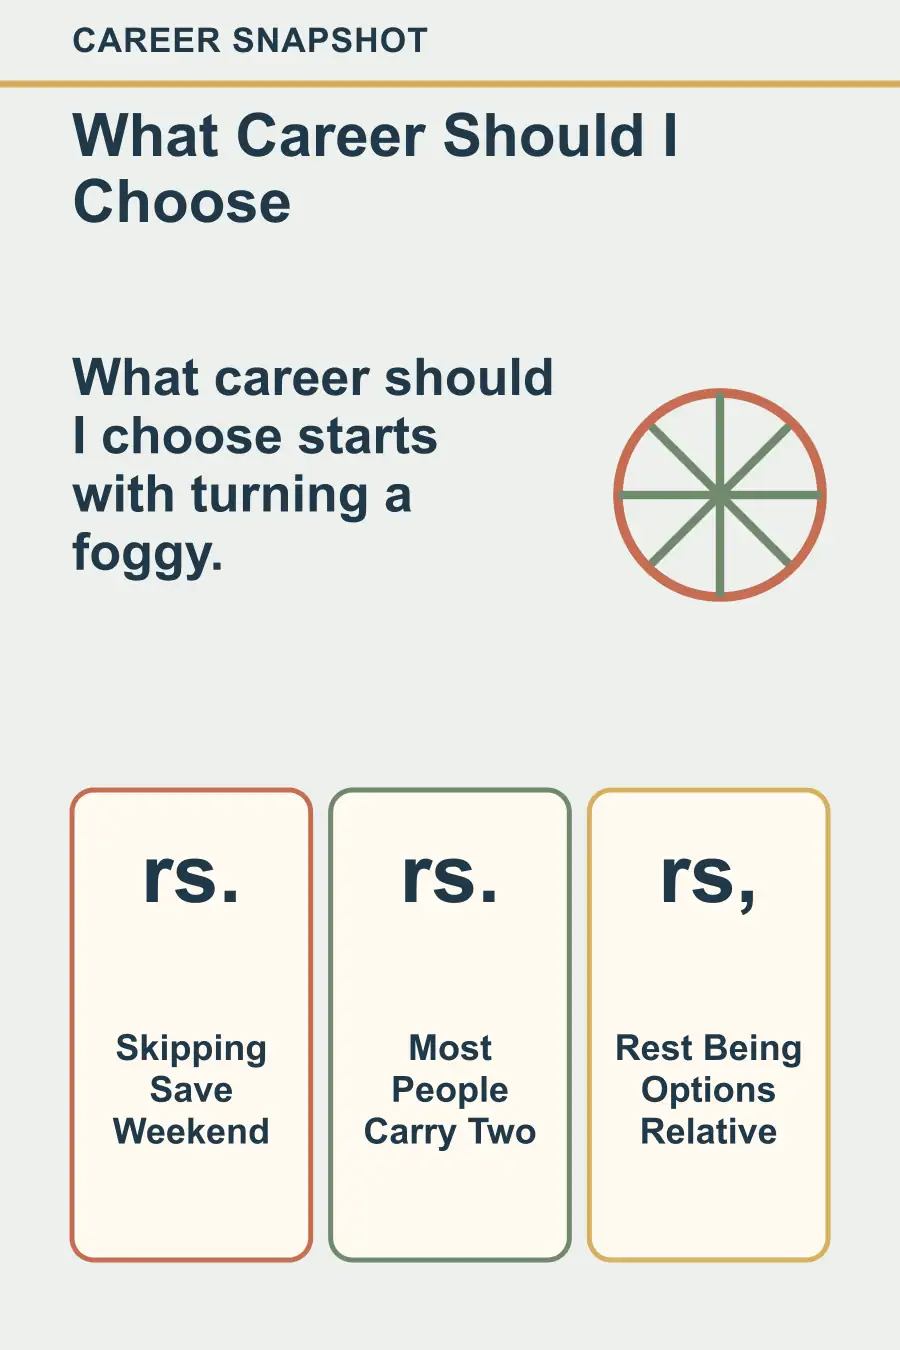 CAREER SNAPSHOT
What Career Should I
Choose
What career should
I choose starts
with turning a
foggy.
rs.
Skipping
Save
Weekend
rs.
Most
People
Carry Two
rs,
Rest Being
Options
Relative